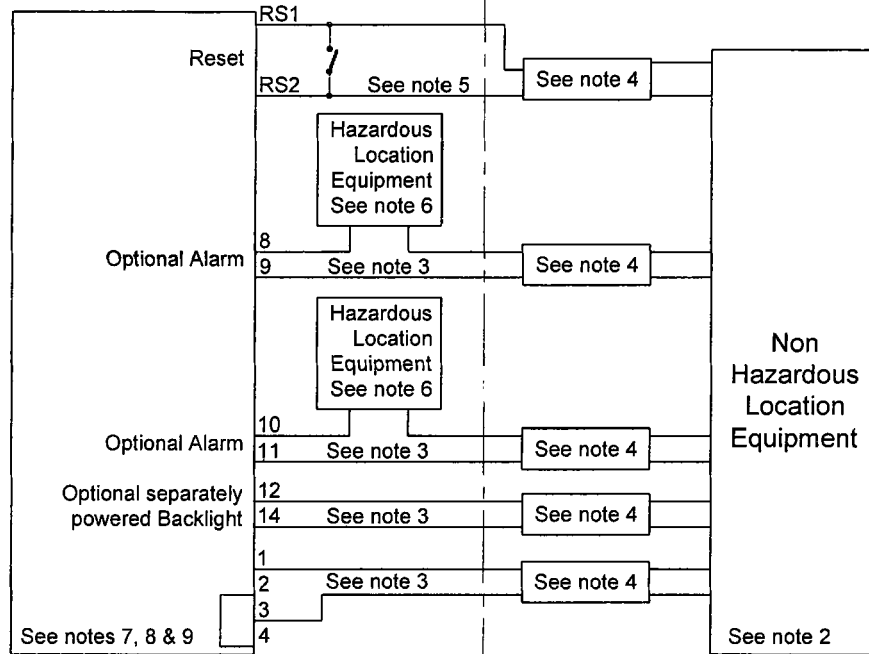 RS1
Reset
RS2
See note 5
See note 4
Hazardous
Location
Equipment
See note 6
8
Optional Alarm
9
See note 3
See note 4
Hazardous
Location
Equipment
See note 6
Non
Hazardous
Location
Equipment
10
Optional Alarm
11
See note 3
See note 4
Optional separately
powered Backlight
12
14
See note 3
See note 4
1
2
See note 3
See note 4
3
4
See notes 7, 8 & 9
See note 2